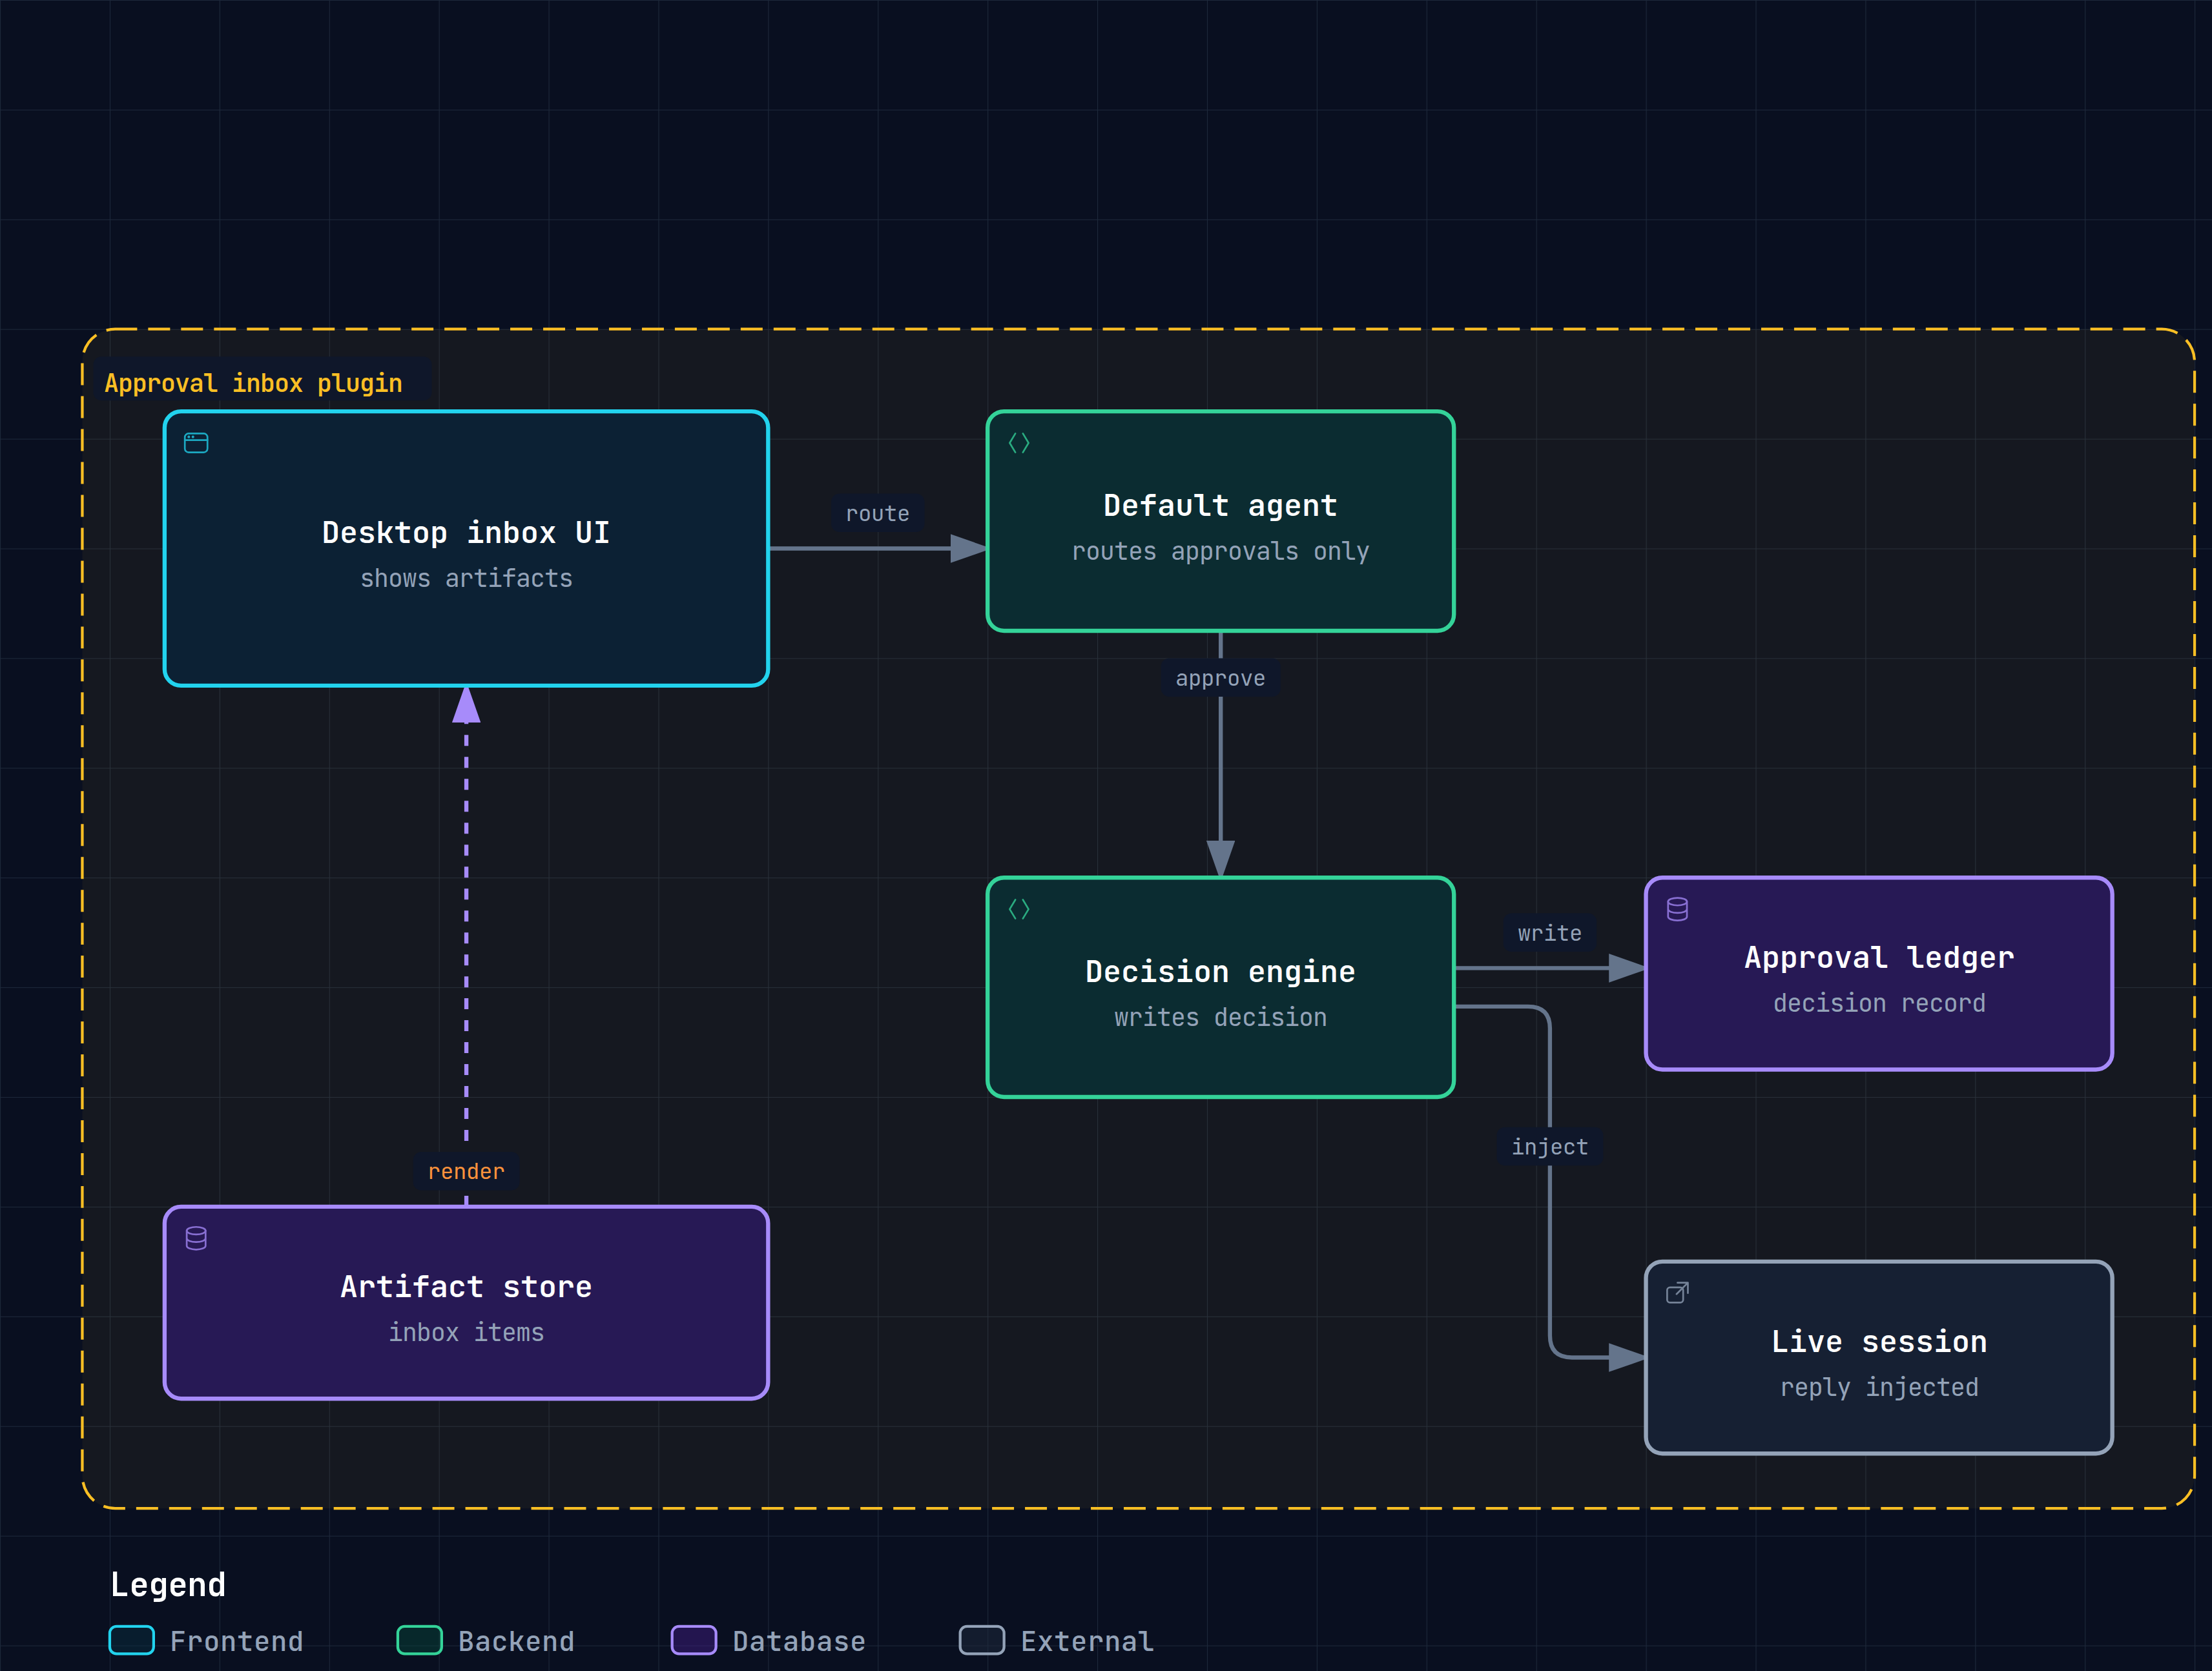 Approval inbox plugin
Desktop inbox UI
shows artifacts
route
Default agent
routes approvals only
approve
Decision engine
writes decision
write
Approval ledger
decision record
inject
render
Artifact store
inbox items
Live session
reply injected
Legend
Frontend
Backend
Database
External